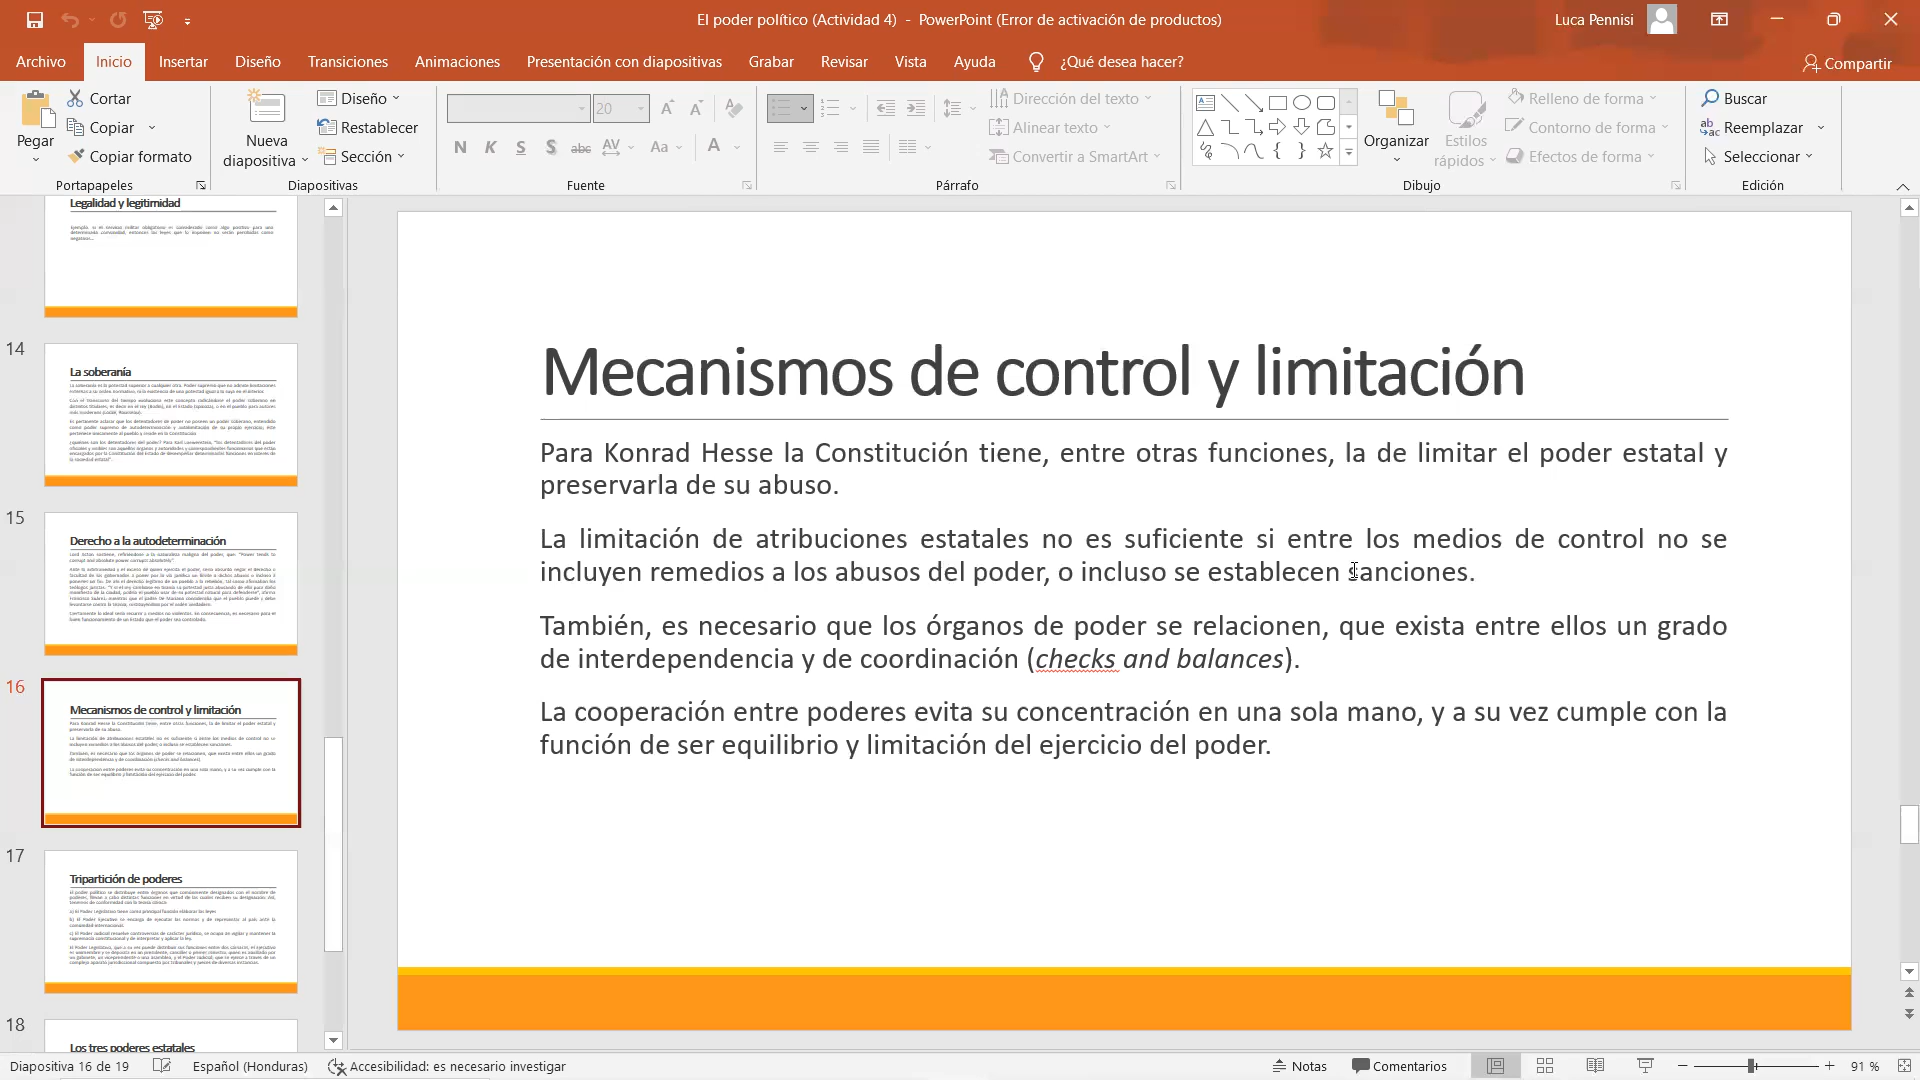 El poder político (Actividad 4) - PowerPoint (Error de activación de productos)
Luca Pennisi
Archivo Inicio Insertar Diseño Transiciones Animaciones Presentación con diapositivas Grabar Revisar Vista Ayuda ¿Qué desea hacer? Compartir
Pegar
Cortar
Copiar
Copiar formato
Portapapeles
Nueva
diapositiva
Diseño
Restablecer
Sección
Diapositivas
20
N K S S abc AV Aa A
Fuente
Dirección del texto
Alinear texto
Convertir a SmartArt
Párrafo
Organizar
Estilos
rápidos
Relleno de forma
Contorno de forma
Efectos de forma
Dibujo
Buscar
Reemplazar
Seleccionar
Edición
Legalidad y legitimidad
14
La soberanía
15
Derecho a la autodeterminación
16
Mecanismos de control y limitación
17
Tripartición de poderes
18
Los tres poderes estatales
Mecanismos de control y limitación
Para Konrad Hesse la Constitución tiene, entre otras funciones, la de limitar el poder estatal y
preservarla de su abuso.
La limitación de atribuciones estatales no es suficiente si entre los medios de control no se
incluyen remedios a los abusos del poder, o incluso se establecen sanciones.
También, es necesario que los órganos de poder se relacionen, que exista entre ellos un grado
de interdependencia y de coordinación (checks and balances).
La cooperación entre poderes evita su concentración en una sola mano, y a su vez cumple con la
función de ser equilibrio y limitación del ejercicio del poder.
Diapositiva 16 de 19
Español (Honduras)
Accesibilidad: es necesario investigar
Notas
Comentarios
91 %